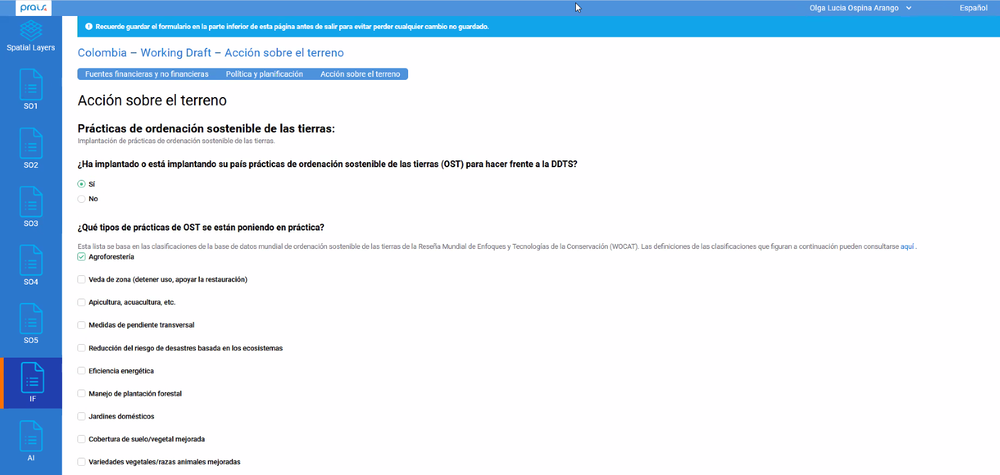 prais4
Olga Lucia Ospina Arango
Español
Recuerde guardar el formulario en la parte inferior de esta página antes de salir para evitar perder cualquier cambio no guardado.
Spatial Layers
SO1
SO2
SO3
SO4
SO5
IF
AI
Colombia – Working Draft – Acción sobre el terreno
Fuentes financieras y no financieras Política y planificación Acción sobre el terreno
Acción sobre el terreno
Prácticas de ordenación sostenible de las tierras:
Implantación de prácticas de ordenación sostenible de las tierras.
¿Ha implantado o está implantando su país prácticas de ordenación sostenible de las tierras (OST) para hacer frente a la DDTS?
Sí
No
¿Qué tipos de prácticas de OST se están poniendo en práctica?
Esta lista se basa en las clasificaciones de la base de datos mundial de ordenación sostenible de las tierras de la Reseña Mundial de Enfoques y Tecnologías de la Conservación (WOCAT). Las definiciones de las clasificaciones que figuran a continuación pueden consultarse aquí .
Agroforestería
Veda de zona (detener uso, apoyar la restauración)
Apicultura, acuacultura, etc.
Medidas de pendiente transversal
Reducción del riesgo de desastres basada en los ecosistemas
Eficiencia energética
Manejo de plantación forestal
Jardines domésticos
Cobertura de suelo/vegetal mejorada
Variedades vegetales/razas animales mejoradas